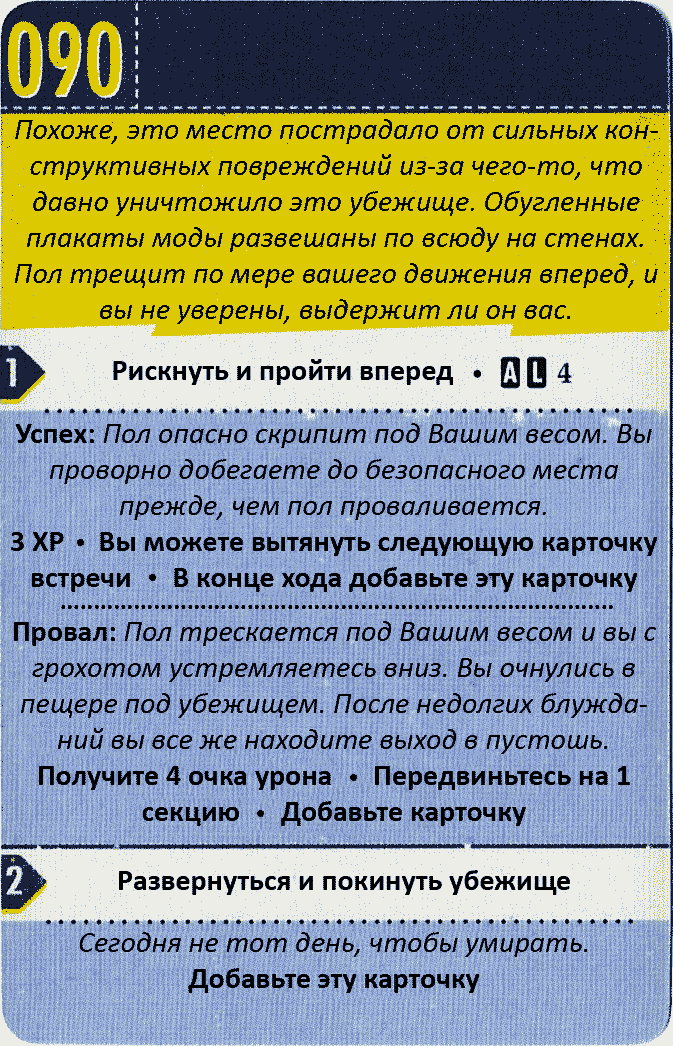 090
Похоже, это место пострадало от сильных кон-
структивных повреждений из-за чего-то, что
давно уничтожило это убежище. Обугленные
плакаты моды развешаны по всюду на стенах.
Пол трещит по мере вашего движения вперед, и
вы не уверены, выдержит ли он вас.
1 Рискнуть и пройти вперед • A L 4
Успех: Пол опасно скрипит под Вашим весом. Вы
проворно добегаете до безопасного места
прежде, чем пол проваливается.
3 XP • Вы можете вытянуть следующую карточку
встречи • В конце хода добавьте эту карточку
Провал: Пол трескается под Вашим весом и вы с
грохотом устремляетесь вниз. Вы очнулись в
пещере под убежищем. После недолгих блужда-
ний вы все же находите выход в пустошь.
Получите 4 очка урона • Передвиньтесь на 1
секцию • Добавьте карточку
2 Развернуться и покинуть убежище
Сегодня не тот день, чтобы умирать.
Добавьте эту карточку